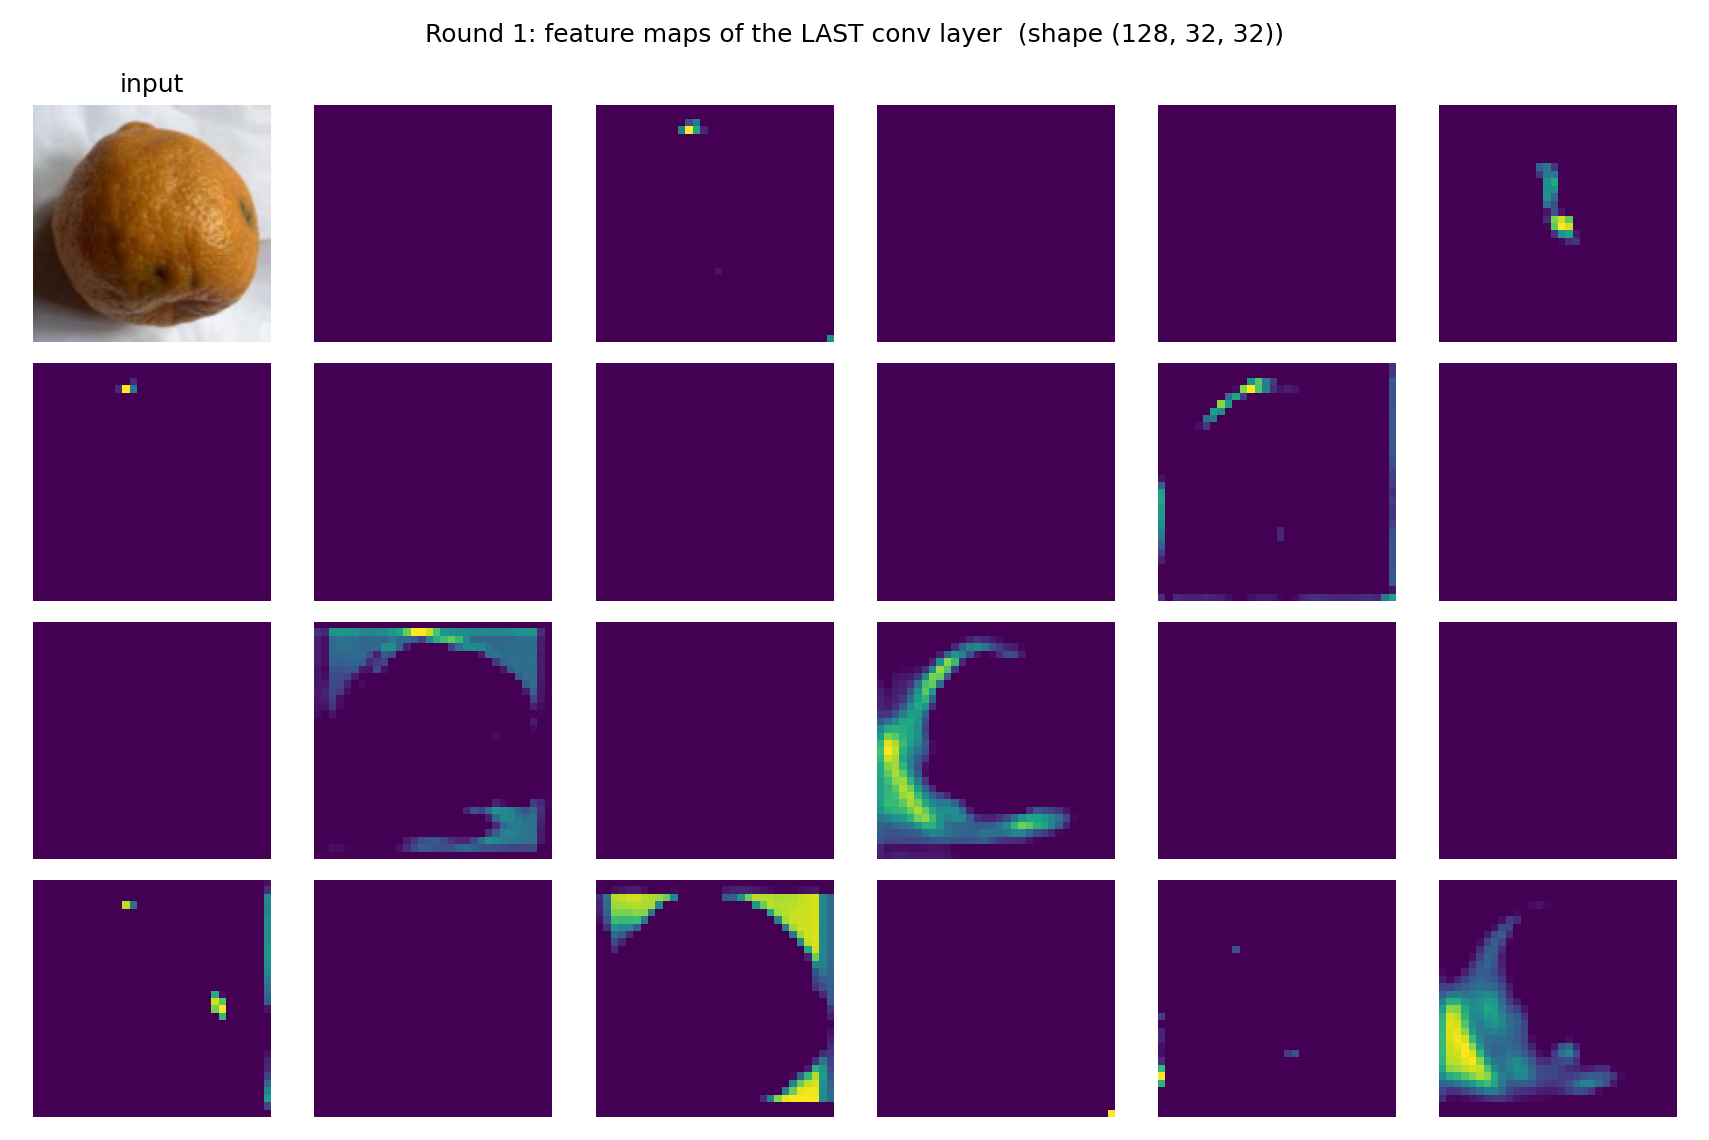 Round 1: feature maps of the LAST conv layer  (shape (128, 32, 32))
input